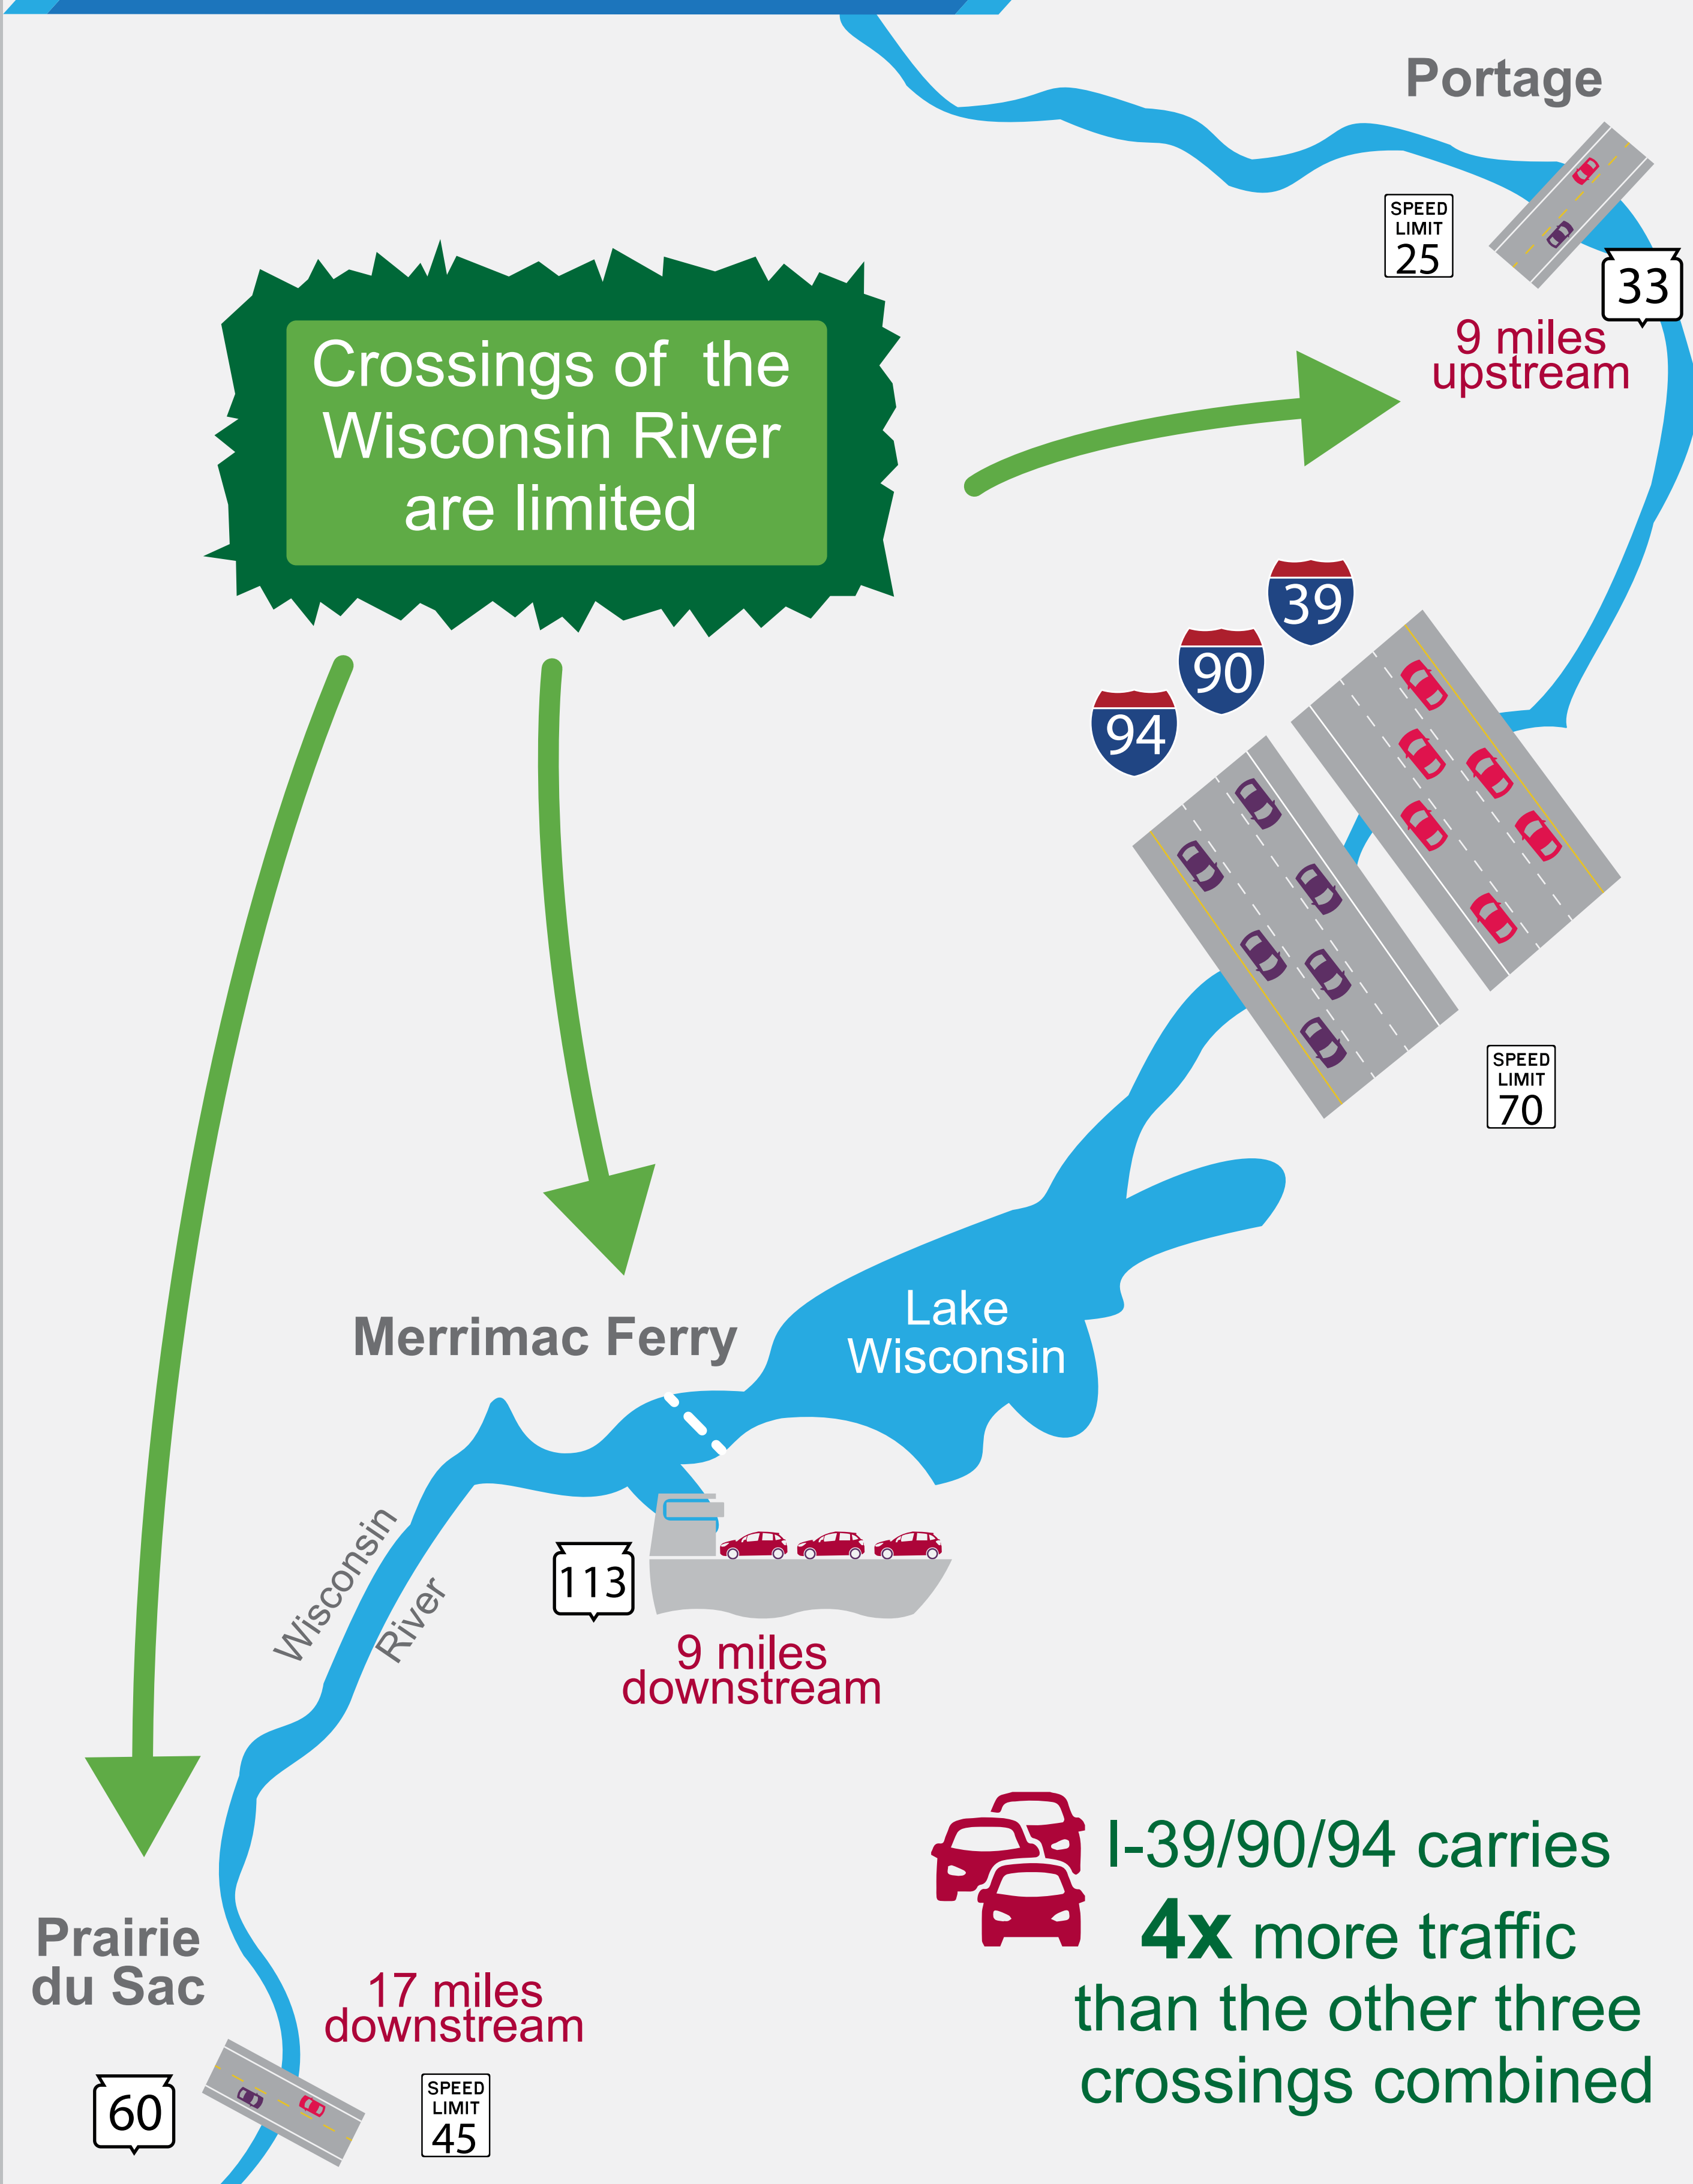 Portage
SPEED
LIMIT
25
33
9 miles
upstream
Crossings of the
Wisconsin River
are limited
39
90
94
SPEED
LIMIT
70
Merrimac Ferry
Lake
Wisconsin
Wisconsin
River
113
9 miles
downstream
I-39/90/94 carries
4x more traffic
than the other three
crossings combined
Prairie
du Sac
17 miles
downstream
60
SPEED
LIMIT
45